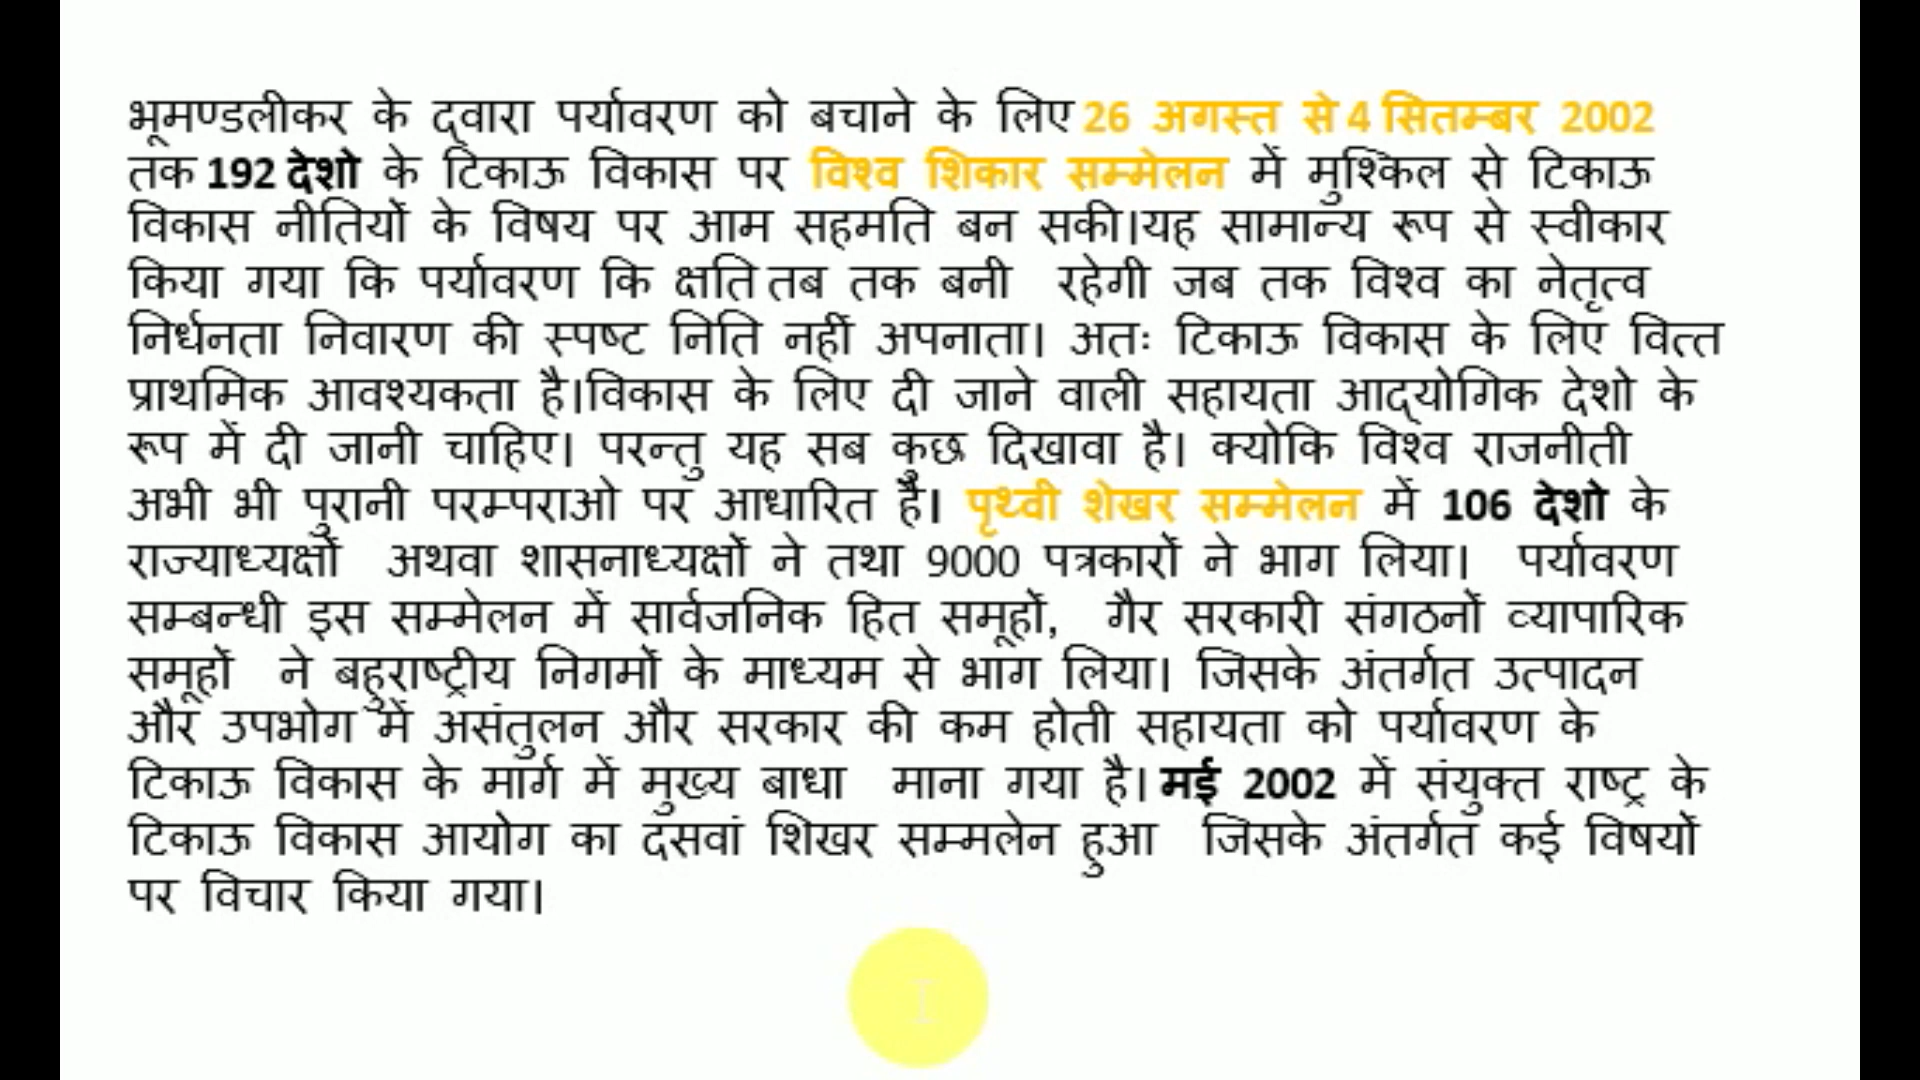 भूमण्डलीकर के द्वारा पर्यावरण को बचाने के लिए 26 अगस्त से 4 सितम्बर 2002
तक 192 देशो के टिकाऊ विकास पर विश्व शिकार सम्मेलन में मुश्किल से टिकाऊ
विकास नीतियों के विषय पर आम सहमति बन सकी।यह सामान्य रूप से स्वीकार
किया गया कि पर्यावरण कि क्षति तब तक बनी रहेगी जब तक विश्व का नेतृत्व
निर्धनता निवारण की स्पष्ट निति नहीं अपनाता। अतः टिकाऊ विकास के लिए वित्त
प्राथमिक आवश्यकता है।विकास के लिए दी जाने वाली सहायता आद्योगिक देशो के
रूप में दी जानी चाहिए। परन्तु यह सब कुछ दिखावा है। क्योकि विश्व राजनीती
अभी भी पुरानी परम्पराओ पर आधारित है। पृथ्वी शेखर सम्मेलन में 106 देशो के
राज्याध्यक्षों अथवा शासनाध्यक्षों ने तथा 9000 पत्रकारों ने भाग लिया। पर्यावरण
सम्बन्धी इस सम्मेलन में सार्वजनिक हित समूहों, गैर सरकारी संगठनों व्यापारिक
समूहों ने बहुराष्ट्रीय निगमों के माध्यम से भाग लिया। जिसके अंतर्गत उत्पादन
और उपभोग में असंतुलन और सरकार की कम होती सहायता को पर्यावरण के
टिकाऊ विकास के मार्ग में मुख्य बाधा माना गया है। मई 2002 में संयुक्त राष्ट्र के
टिकाऊ विकास आयोग का दसवां शिखर सम्मलेन हुआ जिसके अंतर्गत कई विषयों
पर विचार किया गया।